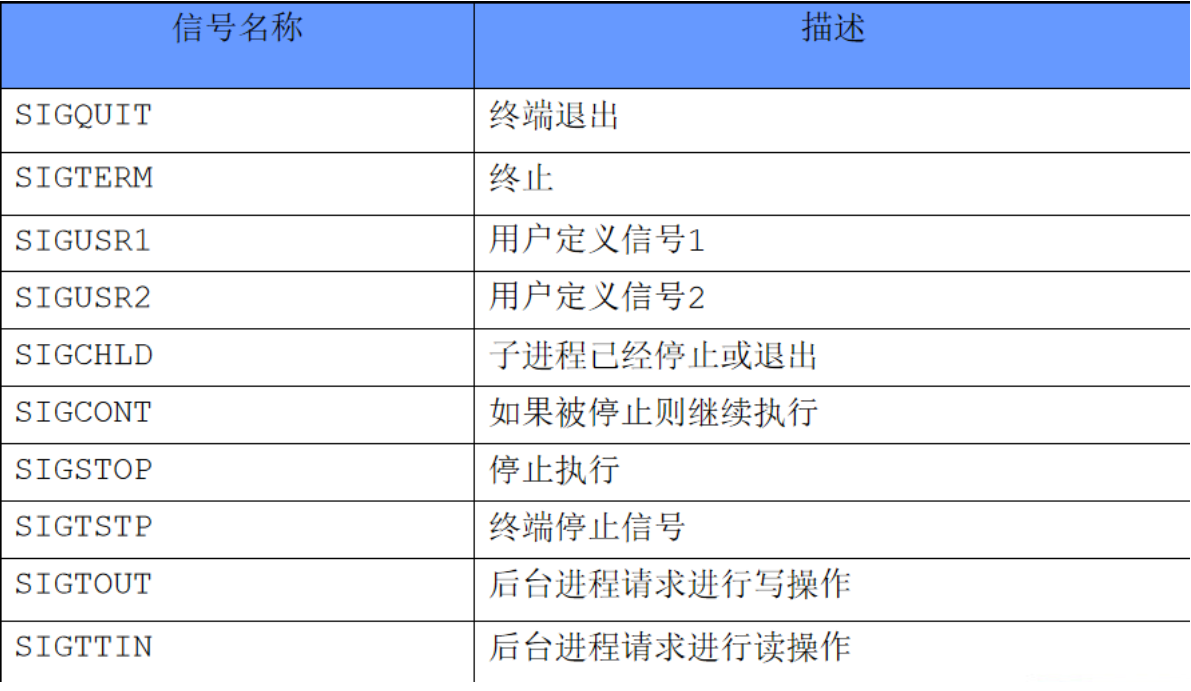 信号名称 描述
SIGQUIT 终端退出
SIGTERM 终止
SIGUSR1 用户定义信号1
SIGUSR2 用户定义信号2
SIGCHLD 子进程已经停止或退出
SIGCONT 如果被停止则继续执行
SIGSTOP 停止执行
SIGTSTP 终端停止信号
SIGTOUT 后台进程请求进行写操作
SIGTTIN 后台进程请求进行读操作